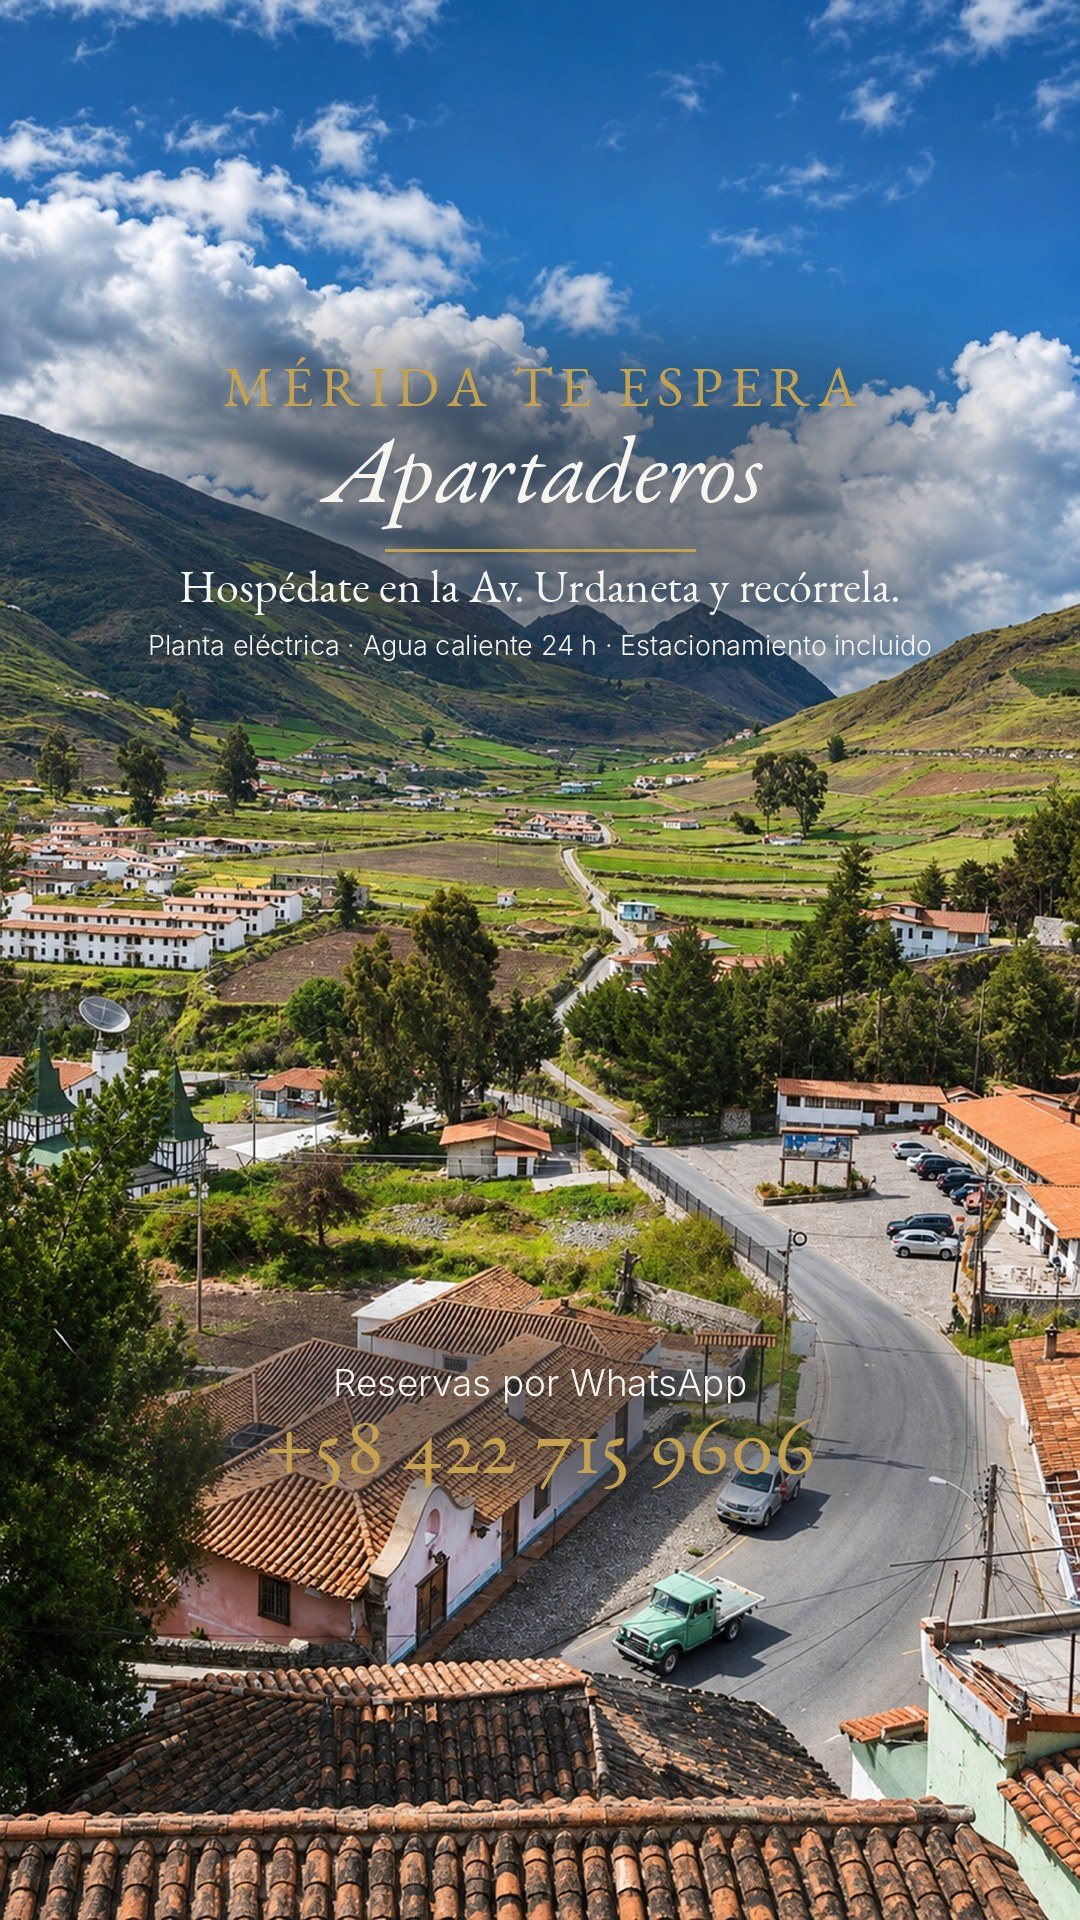 MÉRIDA TE ESPERA
Apartaderos
Hospédate en la Av. Urdaneta y recórrela.
Planta eléctrica · Agua caliente 24 h · Estacionamiento incluido
Reservas por WhatsApp
+58 422 715 9606